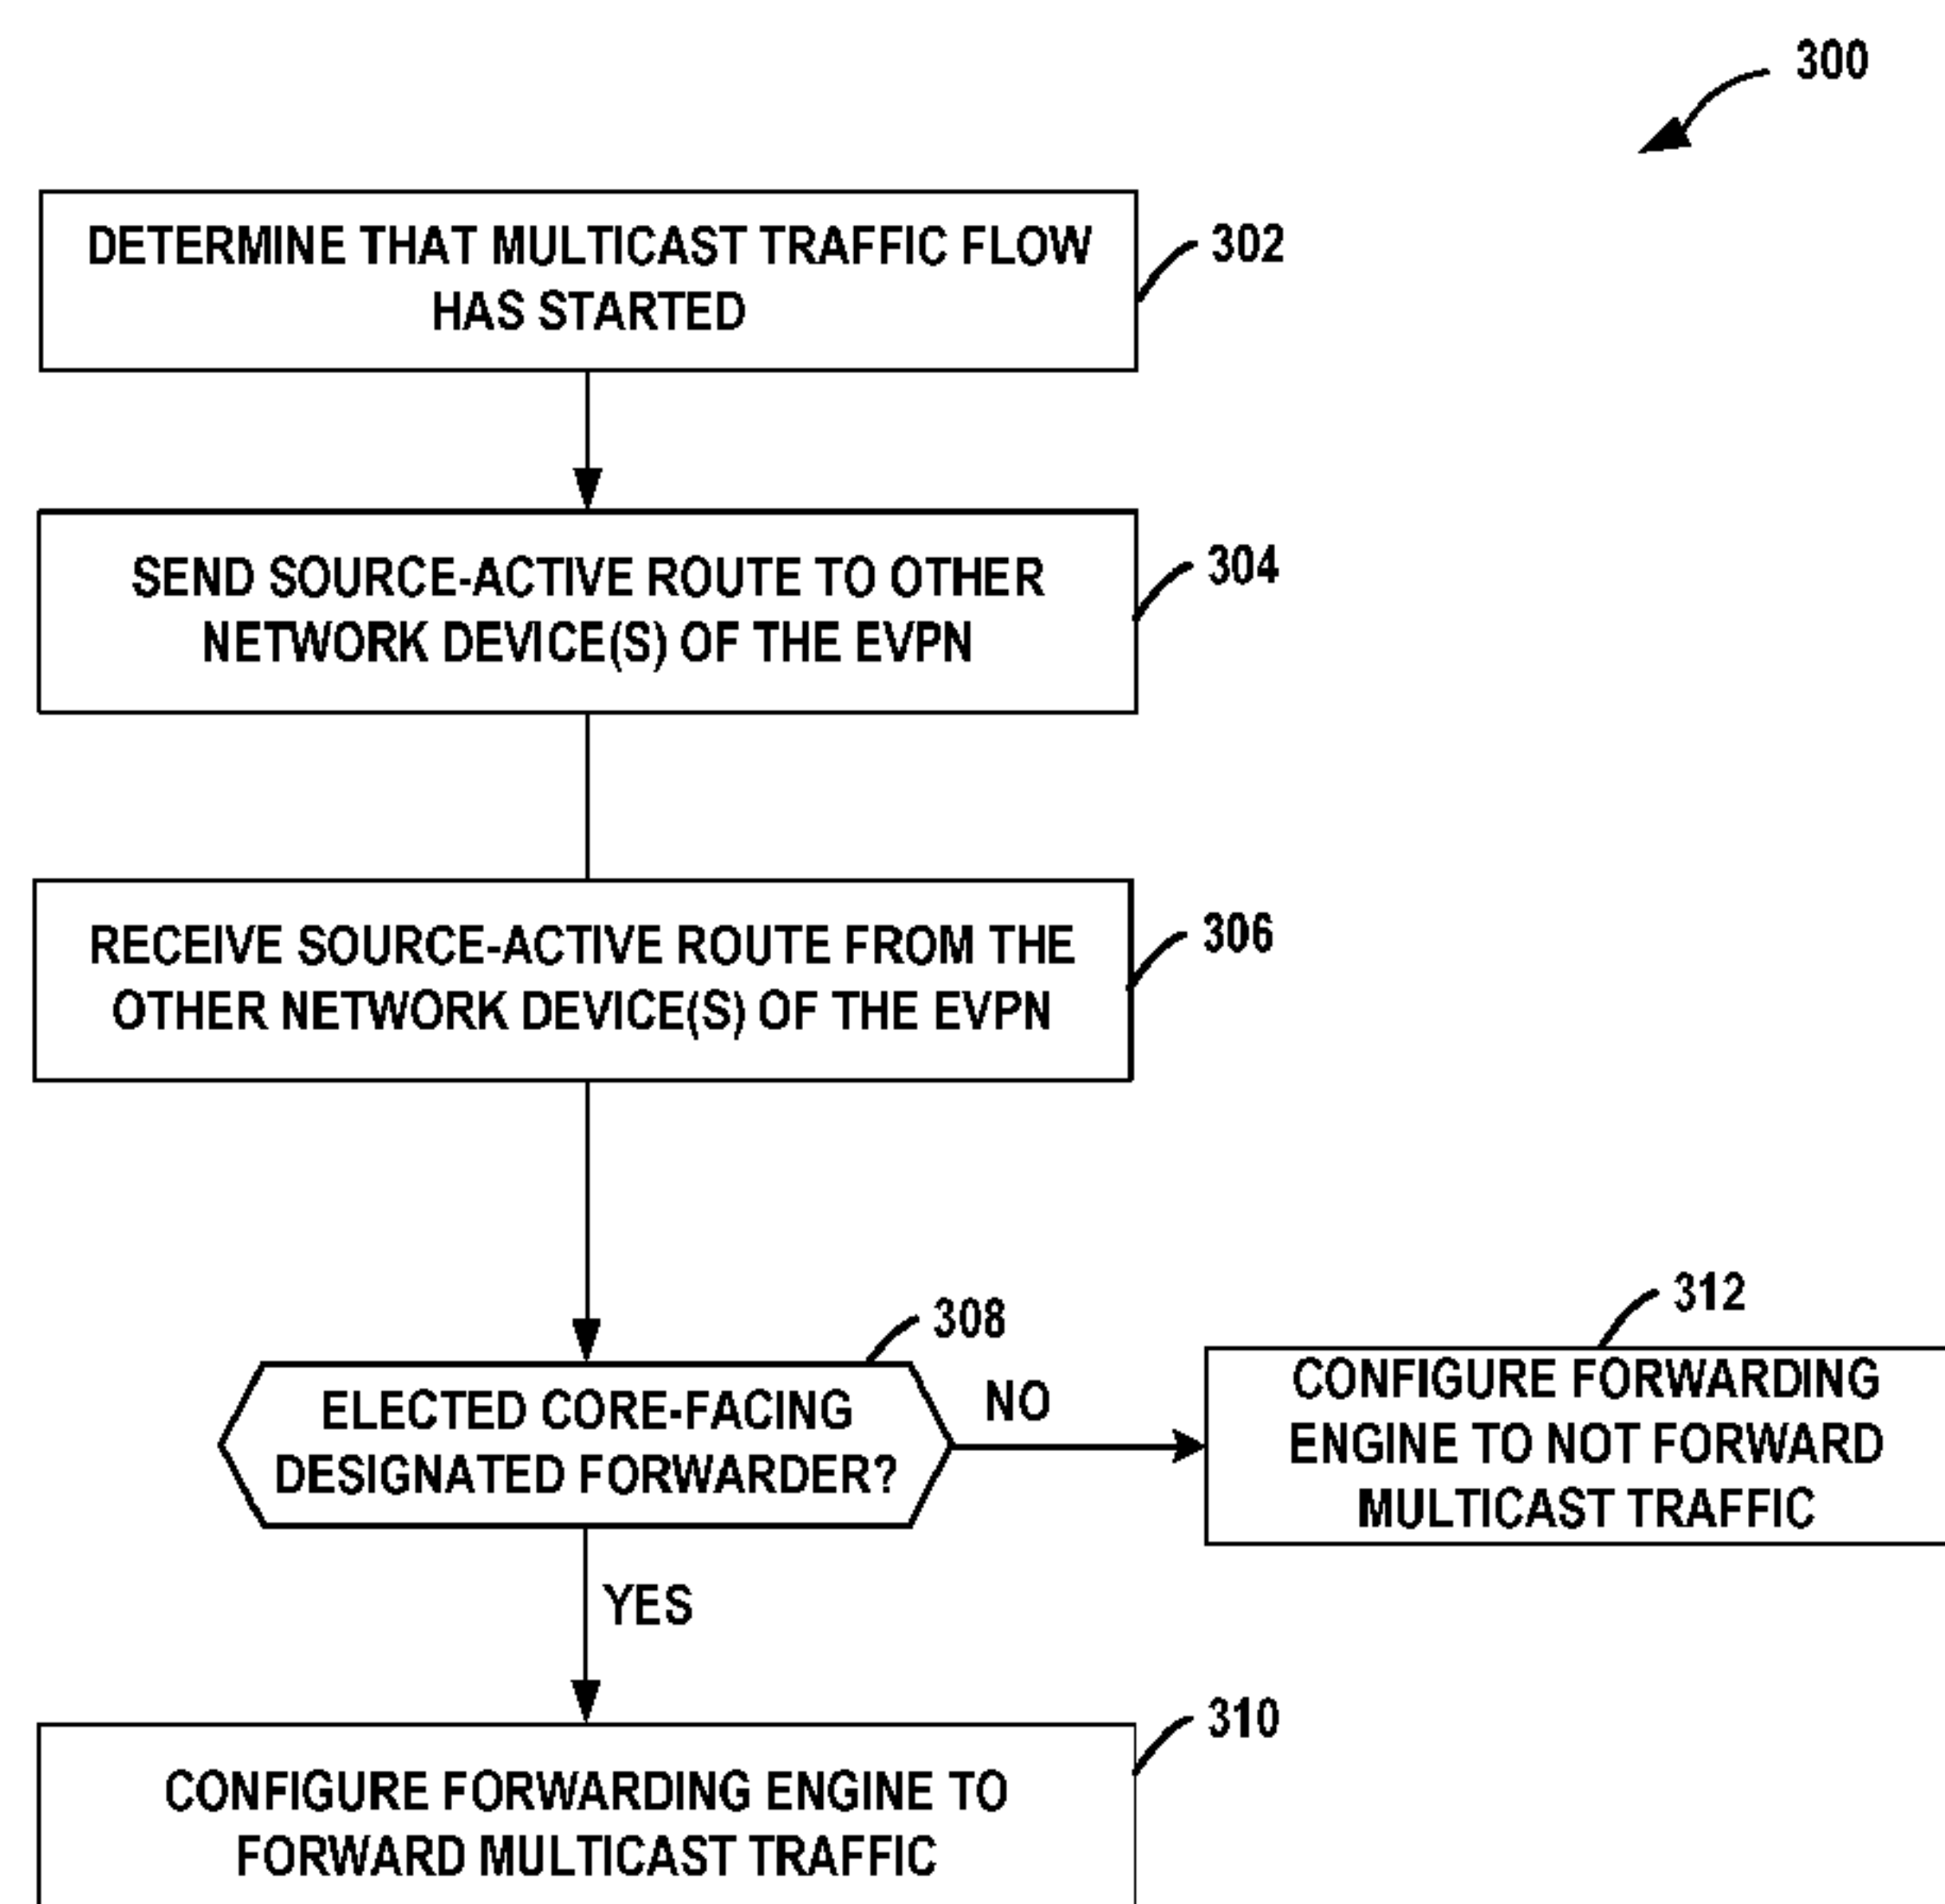 300
DETERMINE THAT MULTICAST TRAFFIC FLOW
HAS STARTED
302
SEND SOURCE-ACTIVE ROUTE TO OTHER
NETWORK DEVICE(S) OF THE EVPN
304
RECEIVE SOURCE-ACTIVE ROUTE FROM THE
OTHER NETWORK DEVICE(S) OF THE EVPN
306
308
ELECTED CORE-FACING
DESIGNATED FORWARDER?
NO
312
CONFIGURE FORWARDING
ENGINE TO NOT FORWARD
MULTICAST TRAFFIC
YES
310
CONFIGURE FORWARDING ENGINE TO
FORWARD MULTICAST TRAFFIC